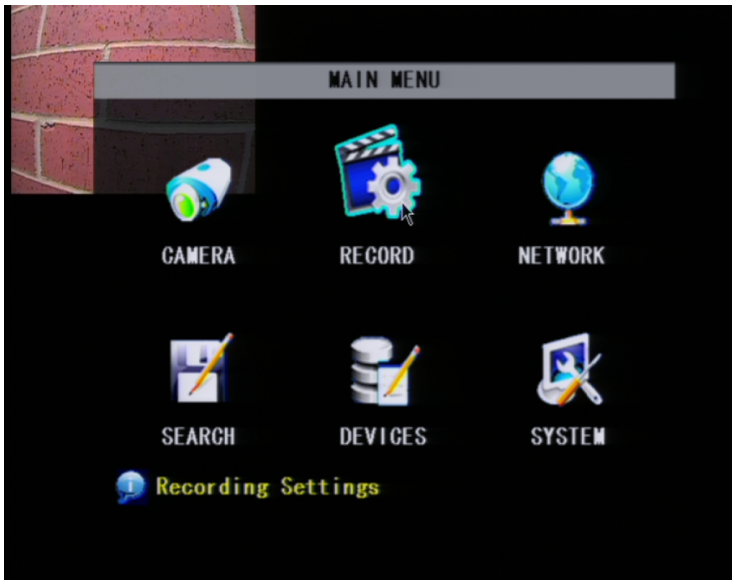 MAIN MENU
CAMERA RECORD NETWORK
SEARCH DEVICES SYSTEM
Recording Settings